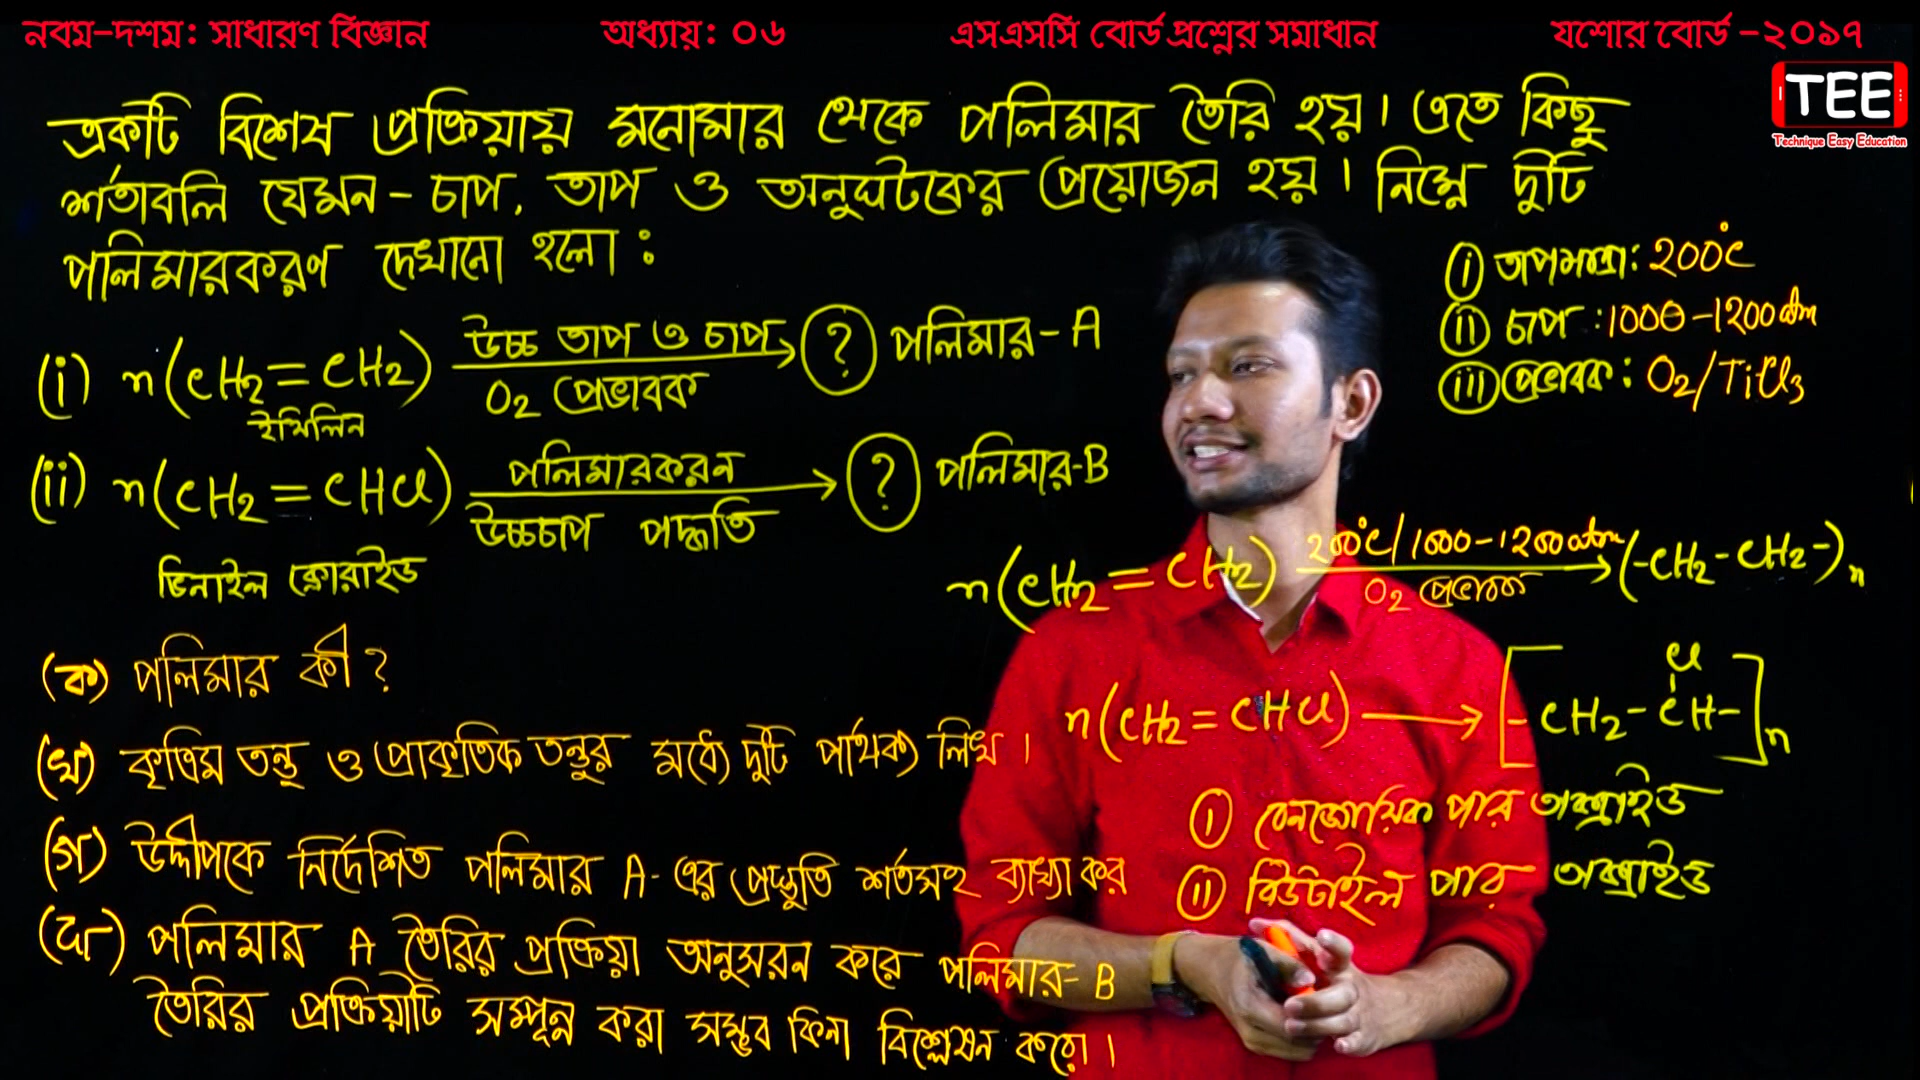 নবম-দশম: সাধারণ বিজ্ঞান অধ্যায়: ০৬ এসএসসি বোর্ড প্রশ্নের সমাধান যশোর বোর্ড -২০১৭
TEE
Technique Easy Education
একটি বিশেষ প্রক্রিয়ায় মনোমার থেকে পলিমার তৈরি হয়। এতে কিছু
শর্তাবলি যেমন - চাপ, তাপ ও অনুঘটকের প্রয়োজন হয়। নিম্নে দুটি
পলিমারকরণ দেখানো হলো :
(i) n(CH₂=CH₂) উচ্চ তাপ ও চাপ → ? পলিমার - A
O₂ প্রভাবক
ইথিলিন
(ii) n(CH₂=CHCl) পলিমারকরন → ? পলিমার-B
উচ্চচাপ পদ্ধতি
ভিনাইল ক্লোরাইড
(i) তাপমাত্রা: 200°C
(ii) চাপ : 1000-1200 atm
(iii) প্রভাবক : O₂/TiCl₃
n(CH₂=CH₂) 200°C/1000-1200 atm → (-CH₂-CH₂-)n
O₂ প্রভাবক
n(CH₂=CHCl) → [-CH₂-CH-]n
Cl
(i) বেনজোয়িক পার অক্সাইড
(ii) বিউটাইল পার অক্সাইড
(ক) পলিমার কী ?
(খ) কৃত্রিম তন্তু ও প্রাকৃতিক তন্তুর মধ্যে দুটি পার্থক্য লিখ।
(গ) উদ্দীপকে নির্দেশিত পলিমার A- এর প্রস্তুতি শর্তসহ ব্যাখ্যা কর
(ঘ) পলিমার A তৈরির প্রক্রিয়া অনুসরন করে পলিমার- B
তৈরির প্রক্রিয়াটি সম্পূন্ন করা সম্ভব কিনা বিশ্লেষন করো।